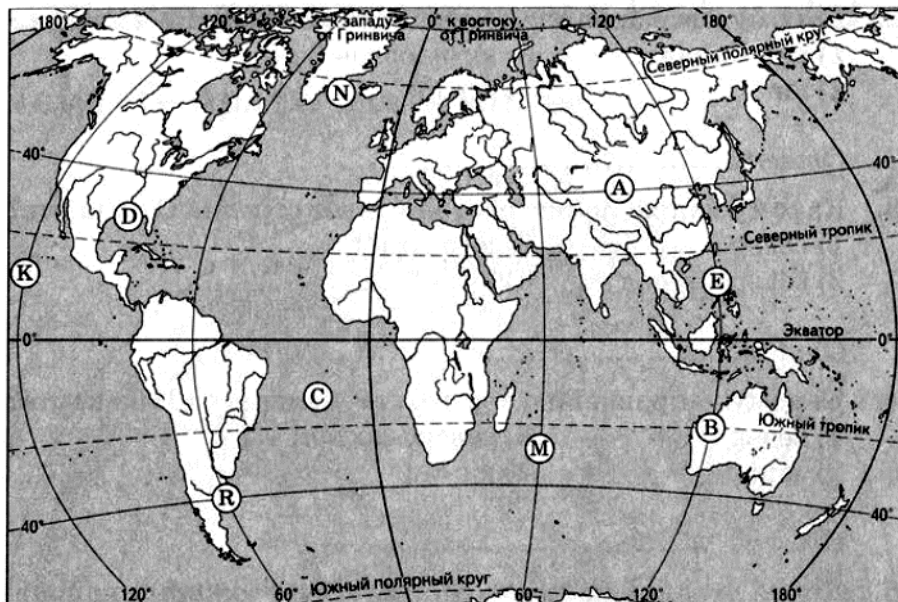 180°
120°
к западу
от Гринвича
0°
к востоку
от Гринвича
120°
180°
Северный полярный круг
N
40°
A
40°
D
Северный тропик
K
E
0°
Экватор
0°
C
B
Южный тропик
M
R
40°
40°
120°
60°
Южный полярный круг
60°
120°
180°